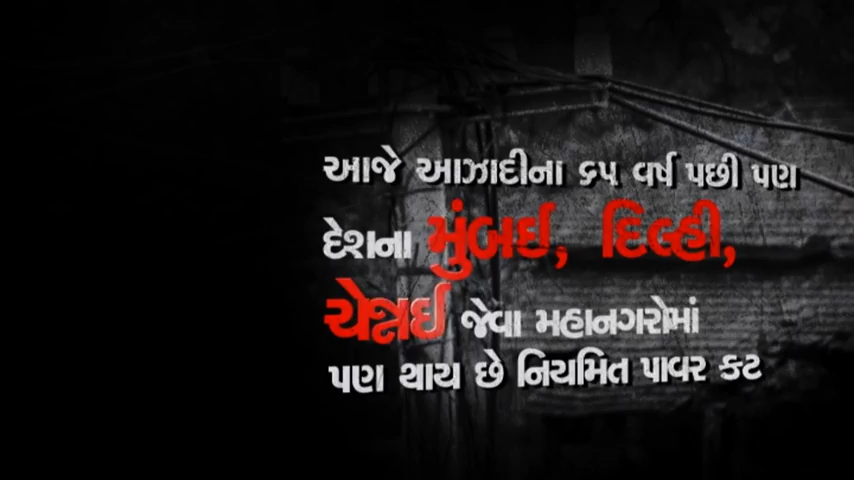 આજે આઝાદીના ૬૫ વર્ષ પછી પણ
દેશના મુંબઈ, દિલ્હી,
ચેન્નઈ જેવા મહાનગરોમાં
પણ થાય છે નિયમિત પાવર કટ